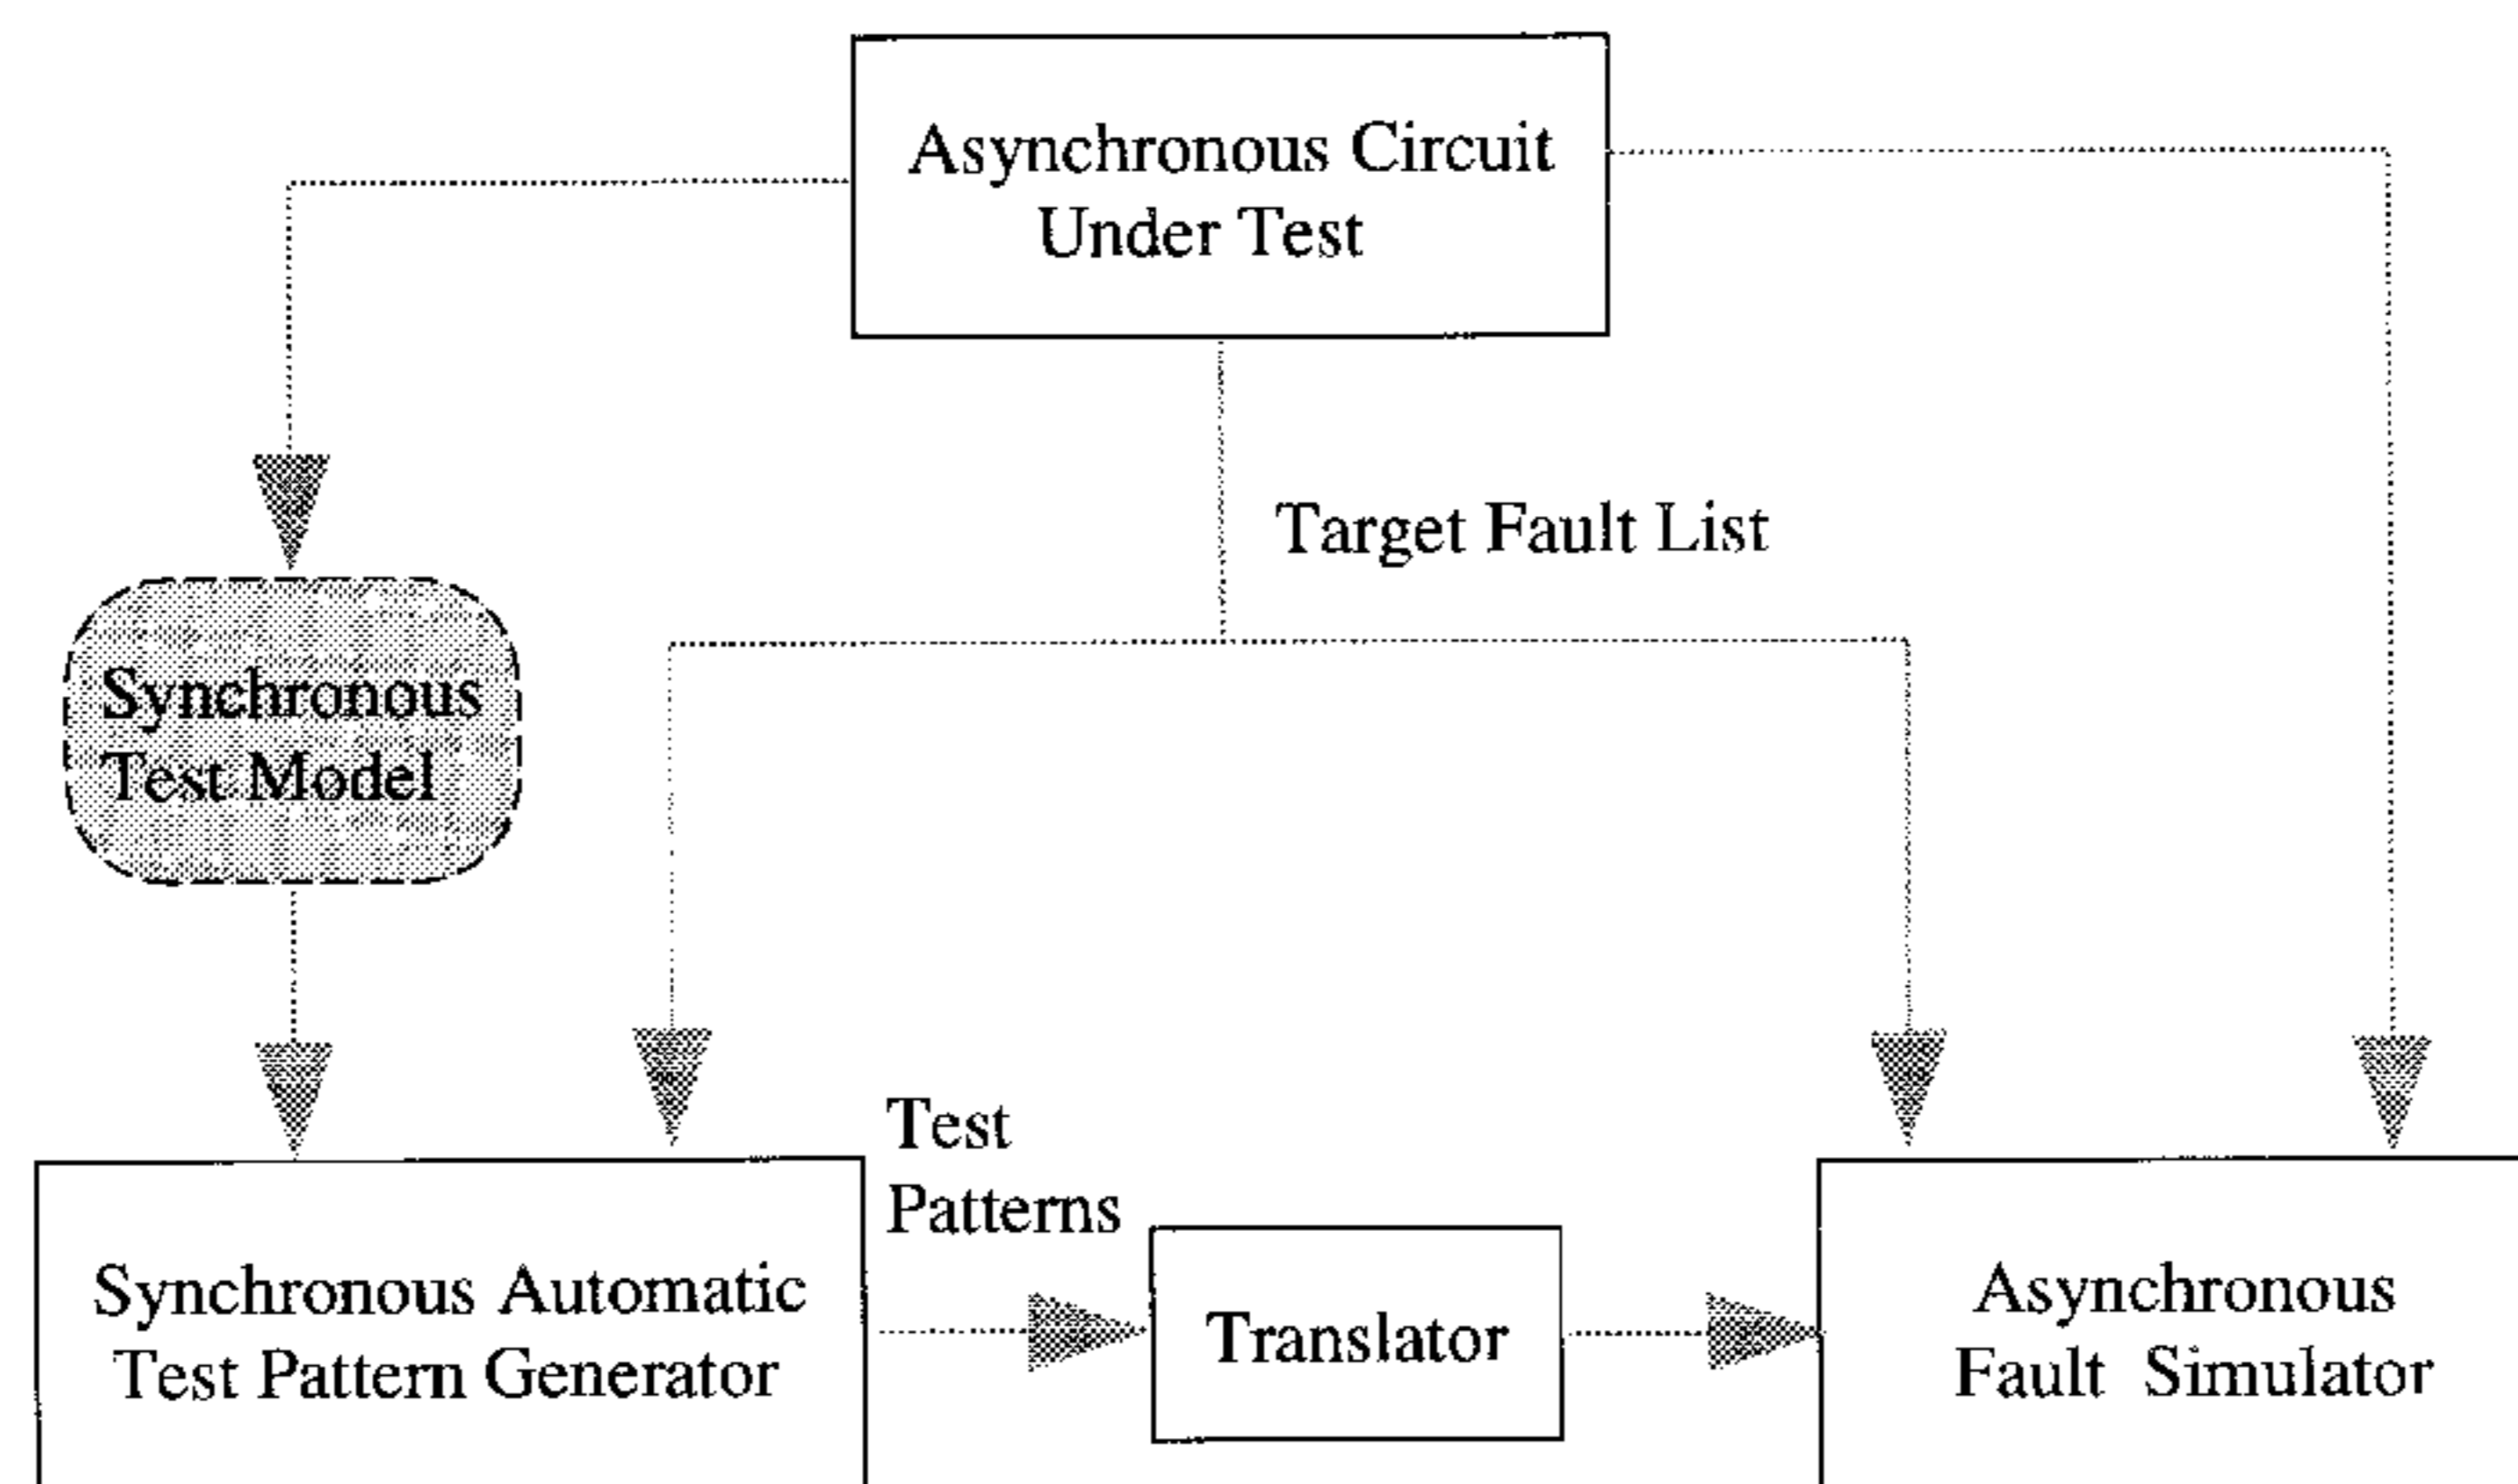 Asynchronous Circuit
Under Test
Target Fault List
Synchronous
Test Model
Test
Patterns
Synchronous Automatic
Test Pattern Generator
Translator
Asynchronous
Fault Simulator